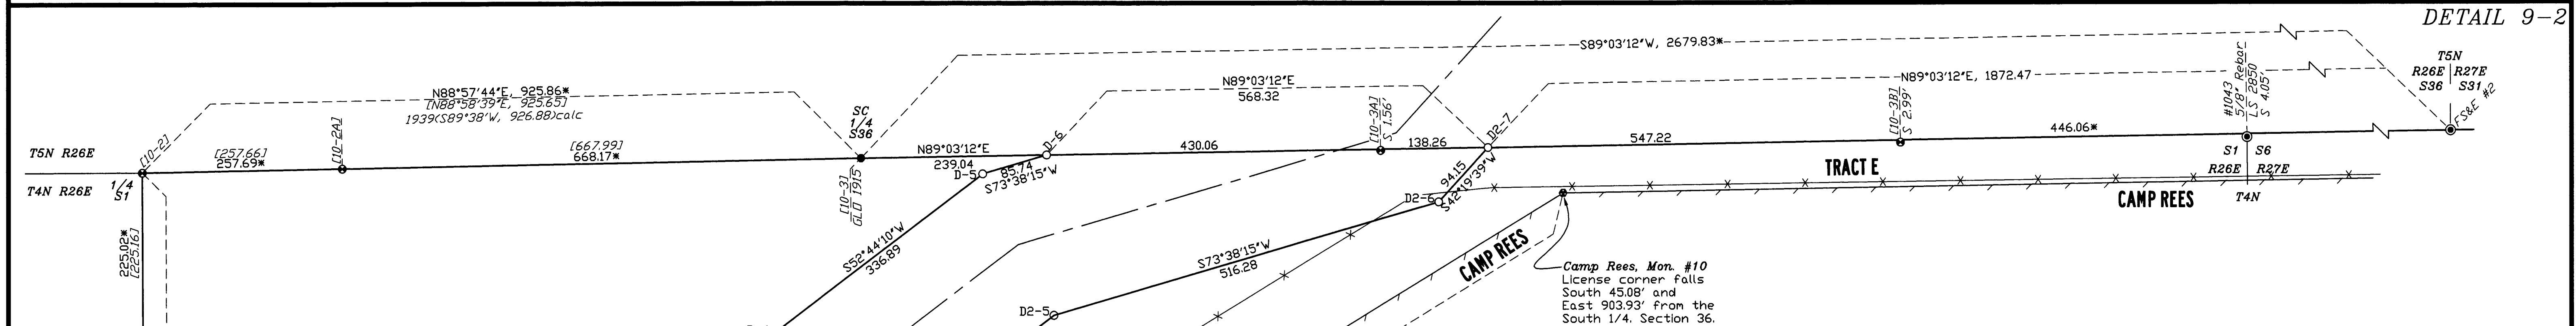 DETAIL 9-2
S89°03'12"W, 2679.83*
T5N
R26E R27E
S36 S31
FS&E #2
N88°57'44"E, 925.86*
[N88°58'39"E, 925.65]
1939(S89°38'W, 926.88)calc
N89°03'12"E
568.32
N89°03'12"E, 1872.47
SC
1/4
S36
[10-3A]
S 1.56'
[10-3B]
S 2.99'
#1043
5/8" Rebar
LS 2850
S 4.05'
T5N R26E
T4N R26E
[10-2]
1/4
S1
[257.66]
257.69*
[10-2A]
[667.99]
668.17*
[10-3]
GLO 1915
N89°03'12"E
239.04
D-6
D-5
85.74
S73°38'15"W
430.06
138.26
D2-7
547.22
446.06*
S1 S6
R26E R27E
T4N
TRACT E
CAMP REES
94.15
S42°19'39"W
D2-6
225.02*
[225.16]
S52°44'10"W
336.89
S73°38'15"W
516.28
D2-5
CAMP REES
Camp Rees, Mon. #10
License corner falls
South 45.08' and
East 903.93' from the
South 1/4, Section 36.